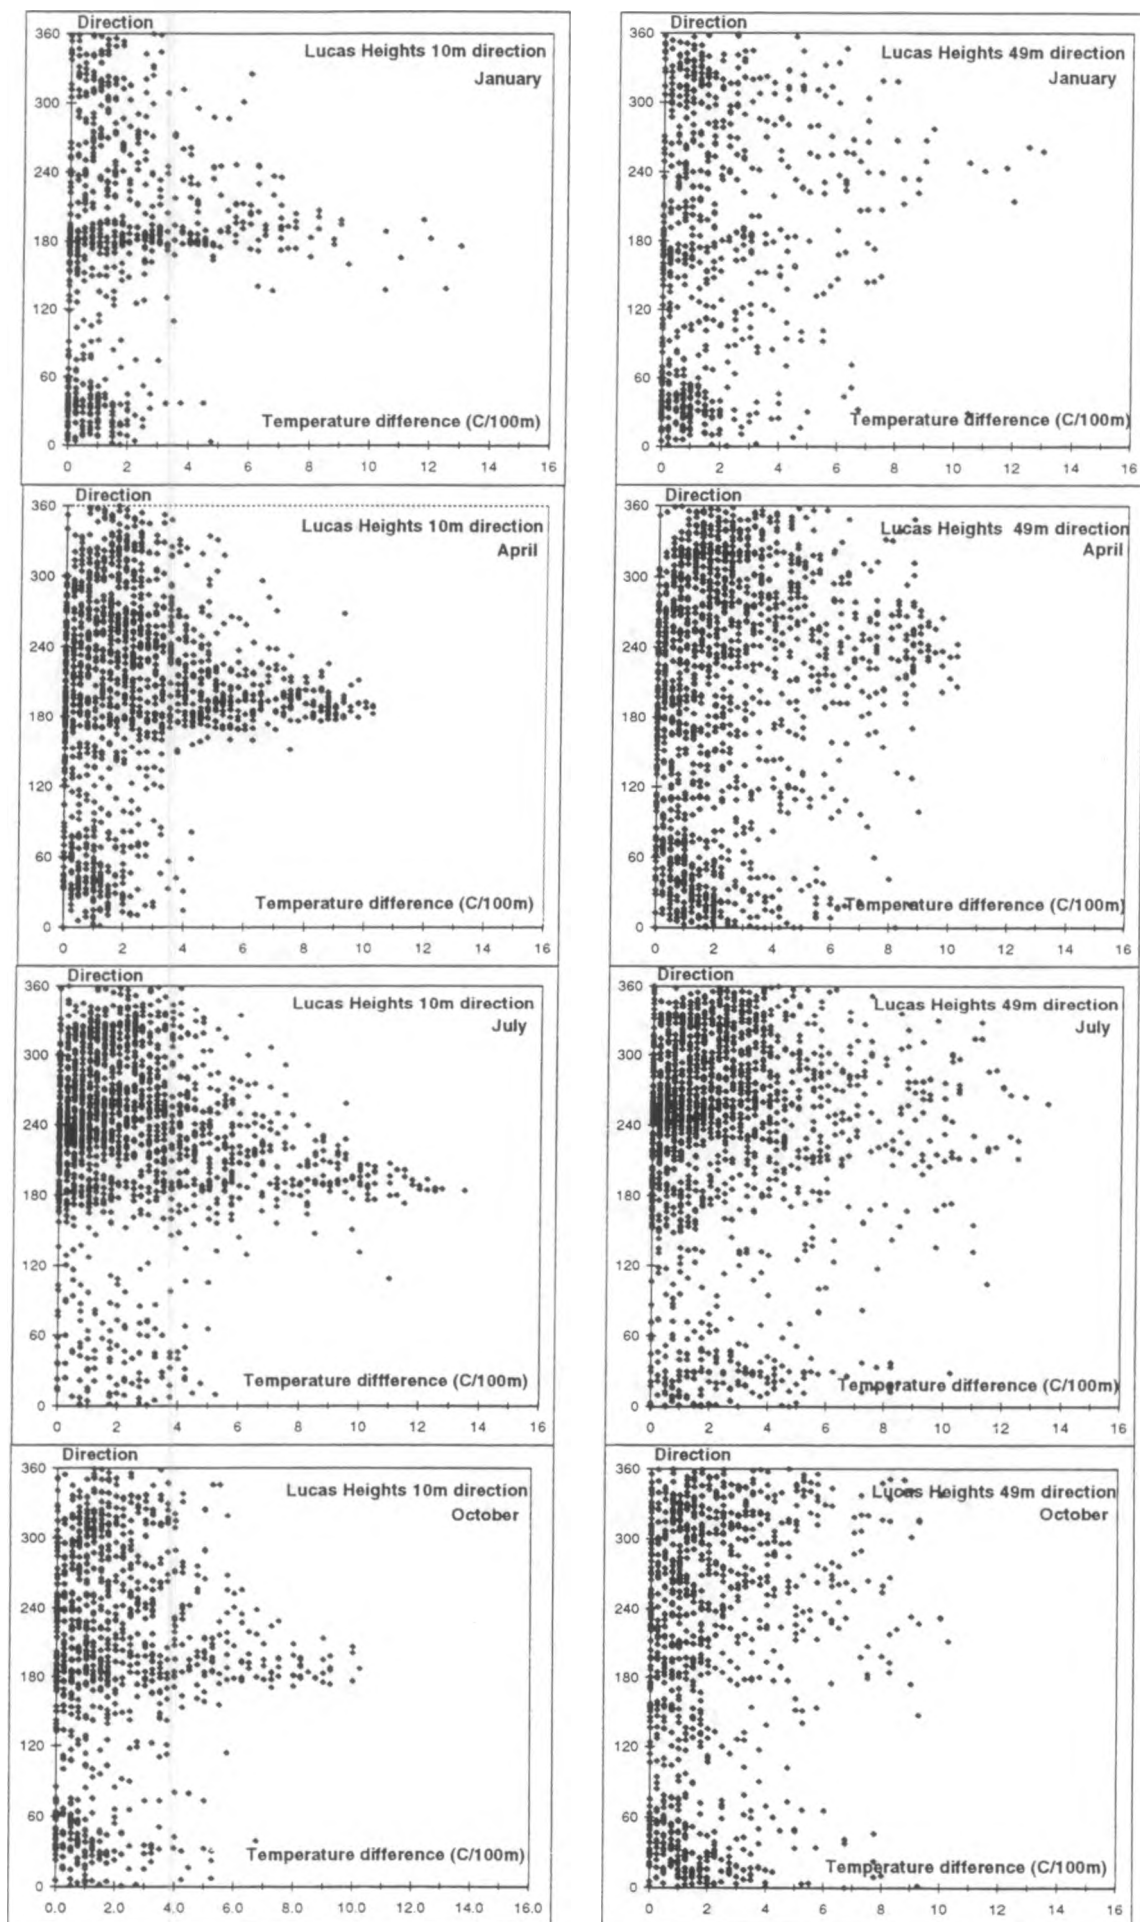 Direction
Lucas Heights 10m direction
January
360
300
240
180
120
60
0
Temperature difference (C/100m)
0 2 4 6 8 10 12 14 16
Direction
Lucas Heights 49m direction
January
360
300
240
180
120
60
0
Temperature difference (C/100m)
0 2 4 6 8 10 12 14 16
Direction
Lucas Heights 10m direction
April
360
300
240
180
120
60
0
Temperature difference (C/100m)
0 2 4 6 8 10 12 14 16
Direction
Lucas Heights 49m direction
April
360
300
240
180
120
60
0
Temperature difference (C/100m)
0 2 4 6 8 10 12 14 16
Direction
Lucas Heights 10m direction
July
360
300
240
180
120
60
0
Temperature diffference (C/100m)
0 2 4 6 8 10 12 14 16
Direction
Lucas Heights 49m direction
July
360
300
240
180
120
60
0
Temperature difference (C/100m)
0 2 4 6 8 10 12 14 16
Direction
Lucas Heights 10m direction
October
360
300
240
180
120
60
0
Temperature difference (C/100m)
0 2.0 4.0 6.0 8.0 10.0 12.0 14.0 16.0
Direction
Lucas Heights 49m direction
October
360
300
240
180
120
60
0
Temperature difference (C/100m)
0 2 4 6 8 10 12 14 16